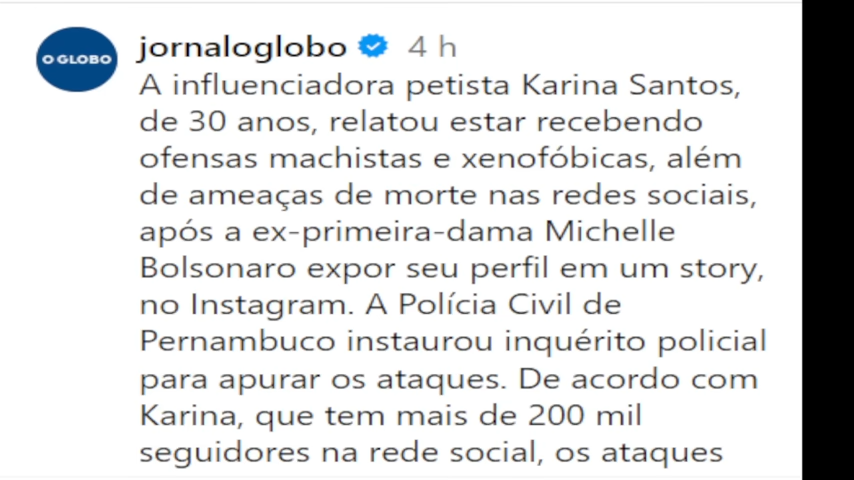 O GLOBO
jornaloglobo 4 h
A influenciadora petista Karina Santos,
de 30 anos, relatou estar recebendo
ofensas machistas e xenofóbicas, além
de ameaças de morte nas redes sociais,
após a ex-primeira-dama Michelle
Bolsonaro expor seu perfil em um story,
no Instagram. A Polícia Civil de
Pernambuco instaurou inquérito policial
para apurar os ataques. De acordo com
Karina, que tem mais de 200 mil
seguidores na rede social, os ataques